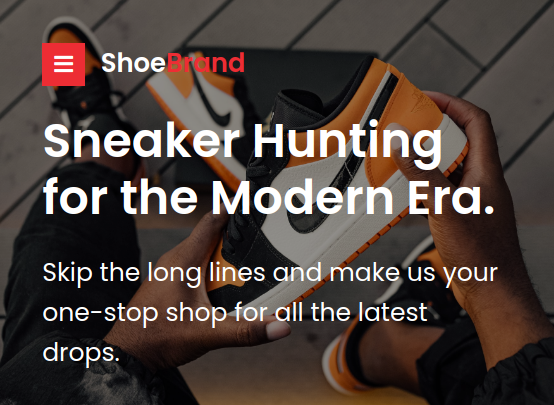 ShoeBrand
Sneaker Hunting
for the Modern Era.
Skip the long lines and make us your
one-stop shop for all the latest
drops.